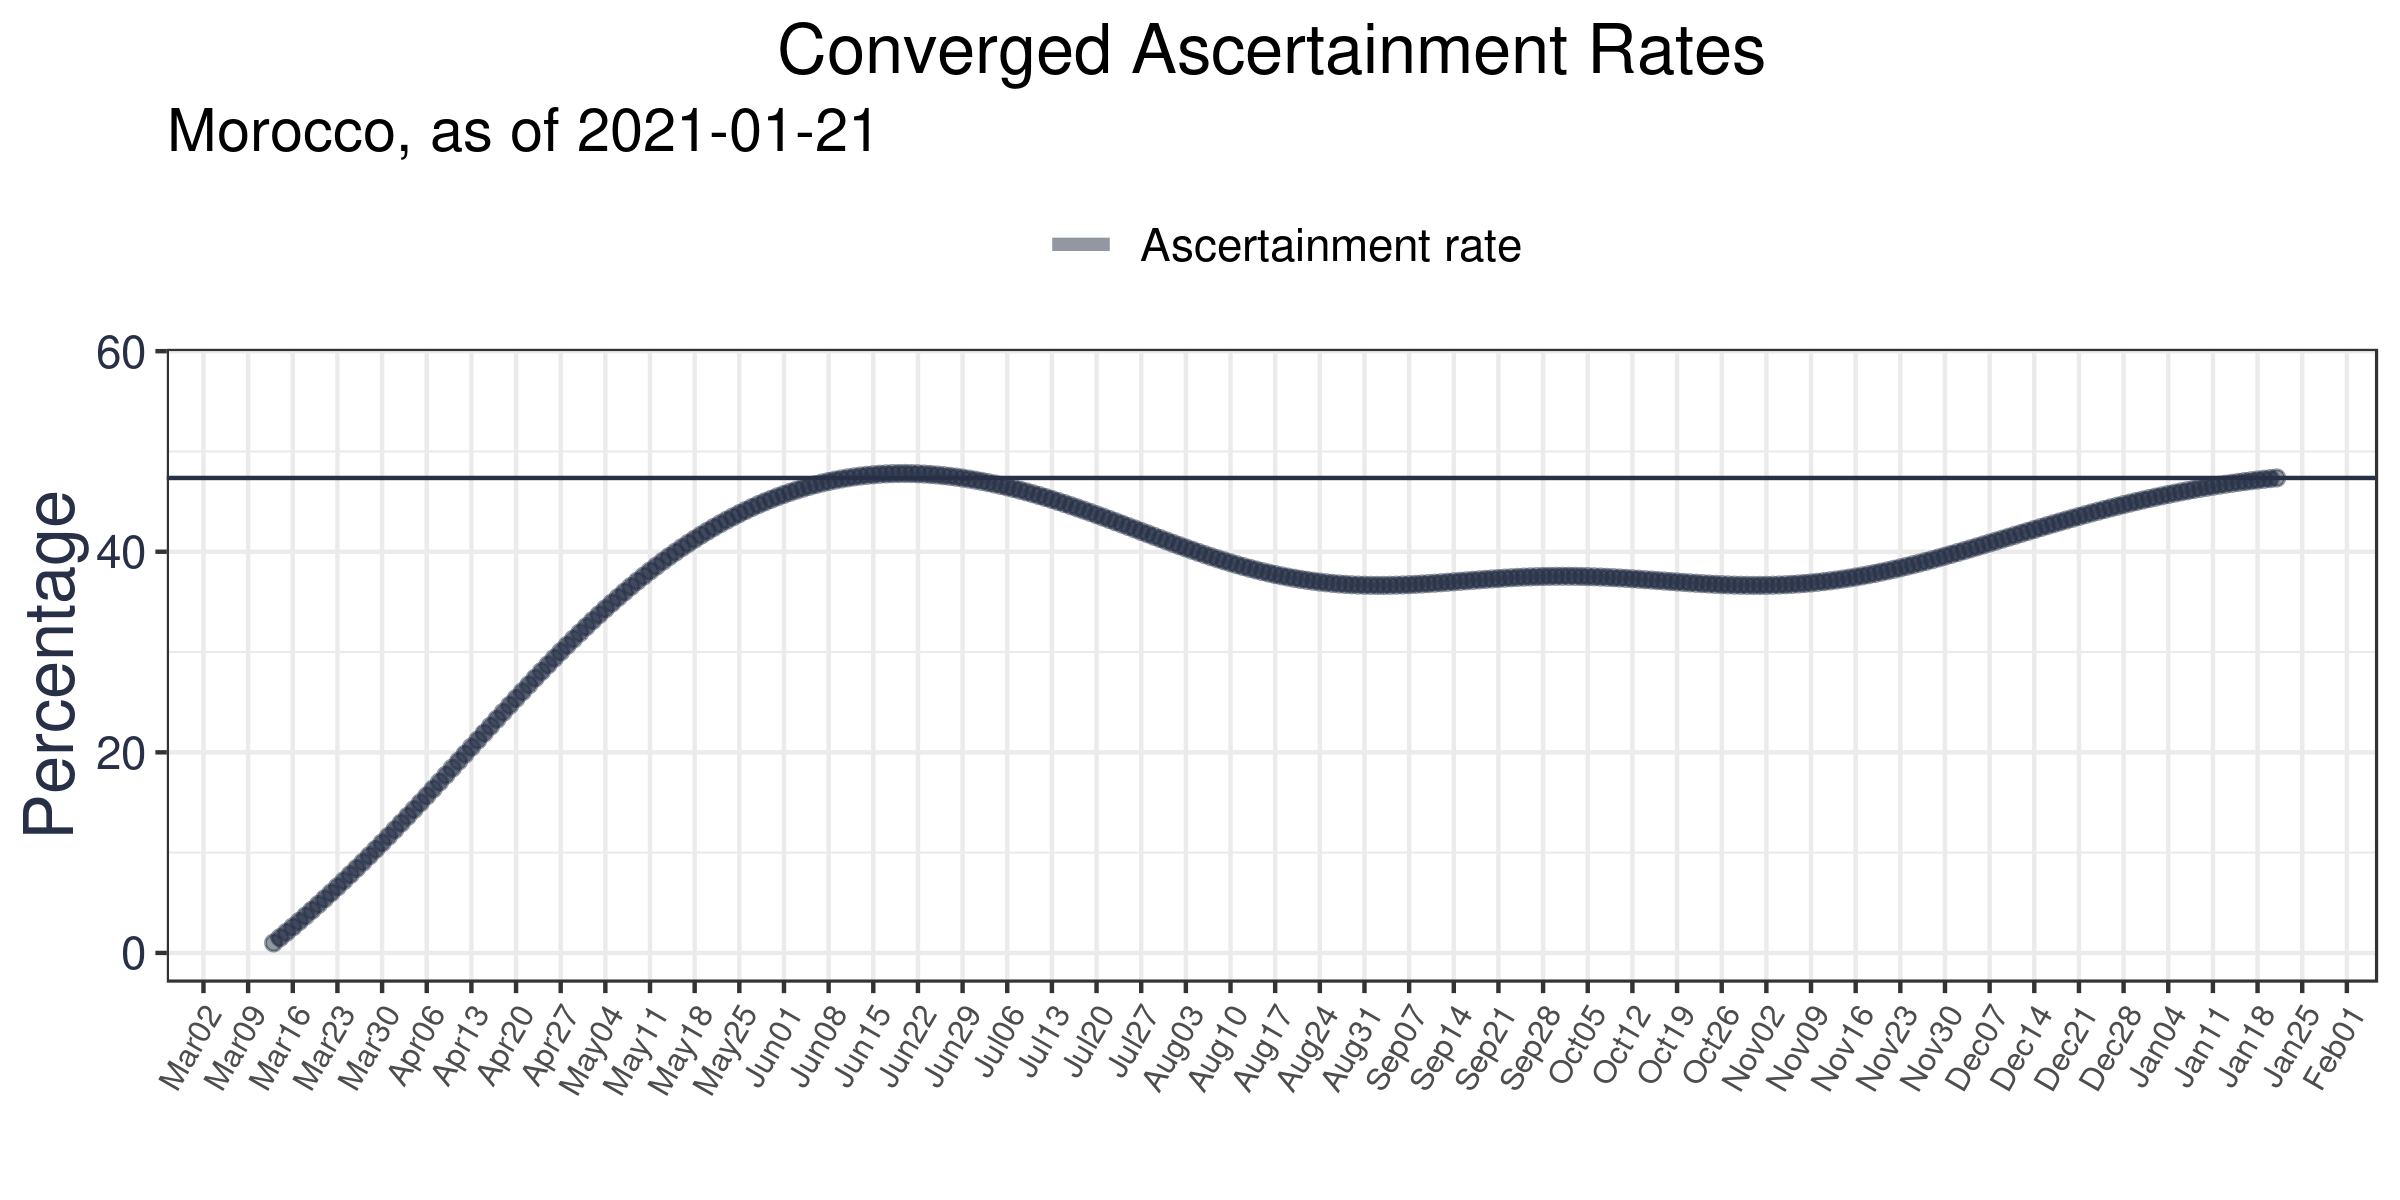 Converged Ascertainment Rates
Morocco, as of 2021-01-21
Ascertainment rate
Percentage
60
40
20
0
Mar02 Mar09 Mar16 Mar23 Mar30 Apr06 Apr13 Apr20 Apr27 May04 May11 May18 May25 Jun01 Jun08 Jun15 Jun22 Jun29 Jul06 Jul13 Jul20 Jul27 Aug03 Aug10 Aug17 Aug24 Aug31 Sep07 Sep14 Sep21 Sep28 Oct05 Oct12 Oct19 Oct26 Nov02 Nov09 Nov16 Nov23 Nov30 Dec07 Dec14 Dec21 Dec28 Jan04 Jan11 Jan18 Jan25 Feb01